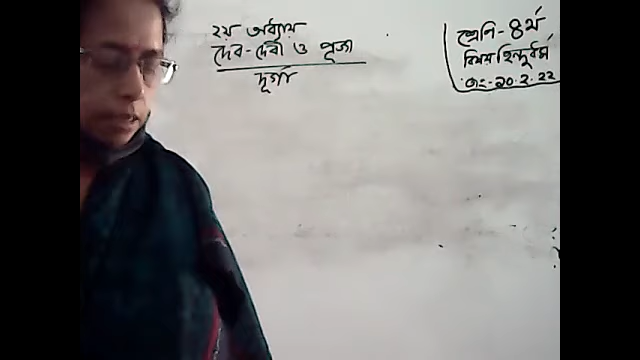 ২য় অধ্যায়
দেব-দেবী ও পূজা
দূর্গা
শ্রেণি-৪র্থ
বিষয় হিন্দুধর্ম
তাং-২০.২.২২